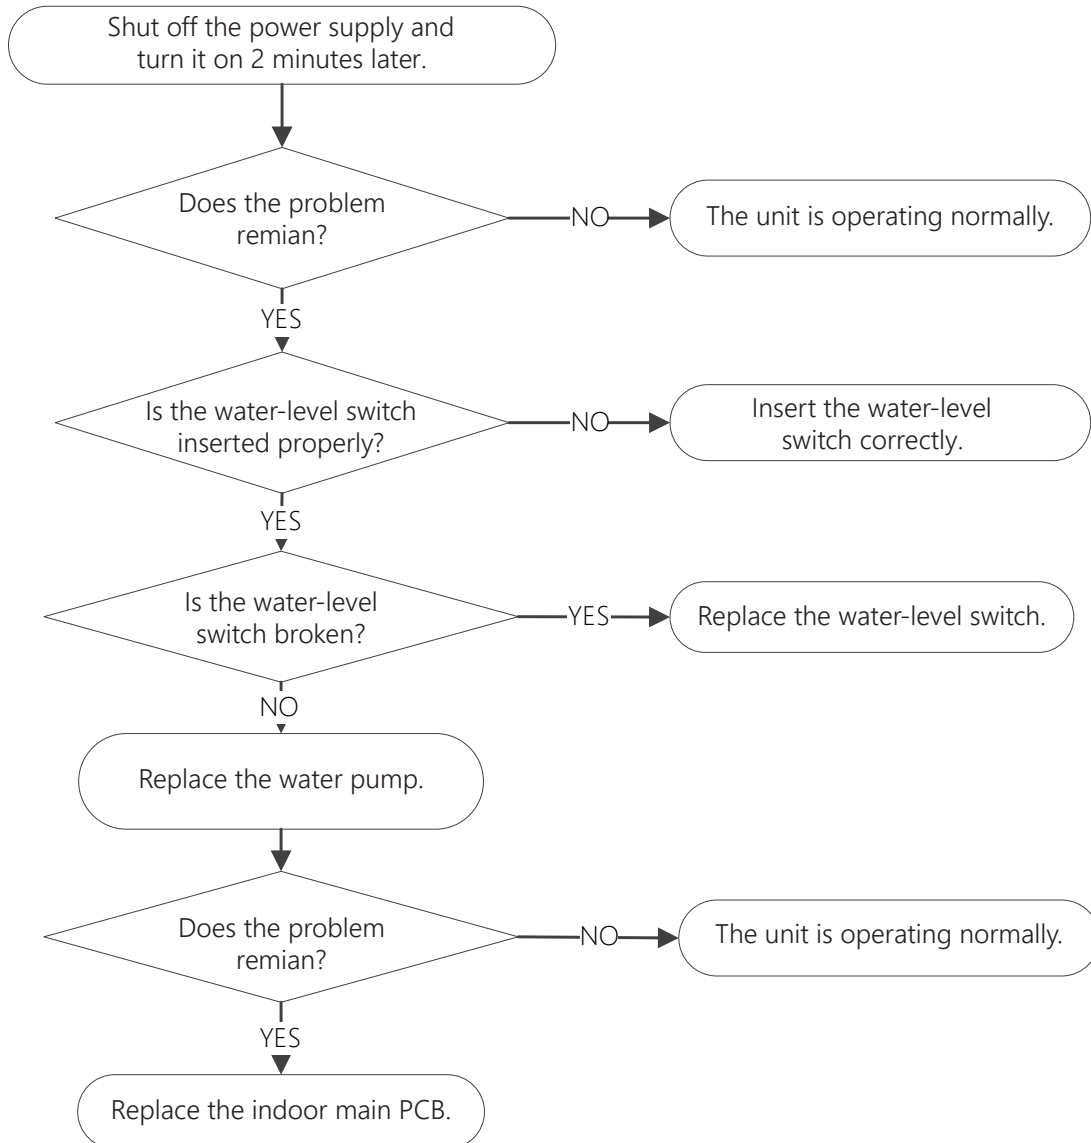 Shut off the power supply and
turn it on 2 minutes later.
Does the problem
remian?
NO
The unit is operating normally.
YES
Is the water-level switch
inserted properly?
NO
Insert the water-level
switch correctly.
YES
Is the water-level
switch broken?
YES
Replace the water-level switch.
NO
Replace the water pump.
Does the problem
remian?
NO
The unit is operating normally.
YES
Replace the indoor main PCB.